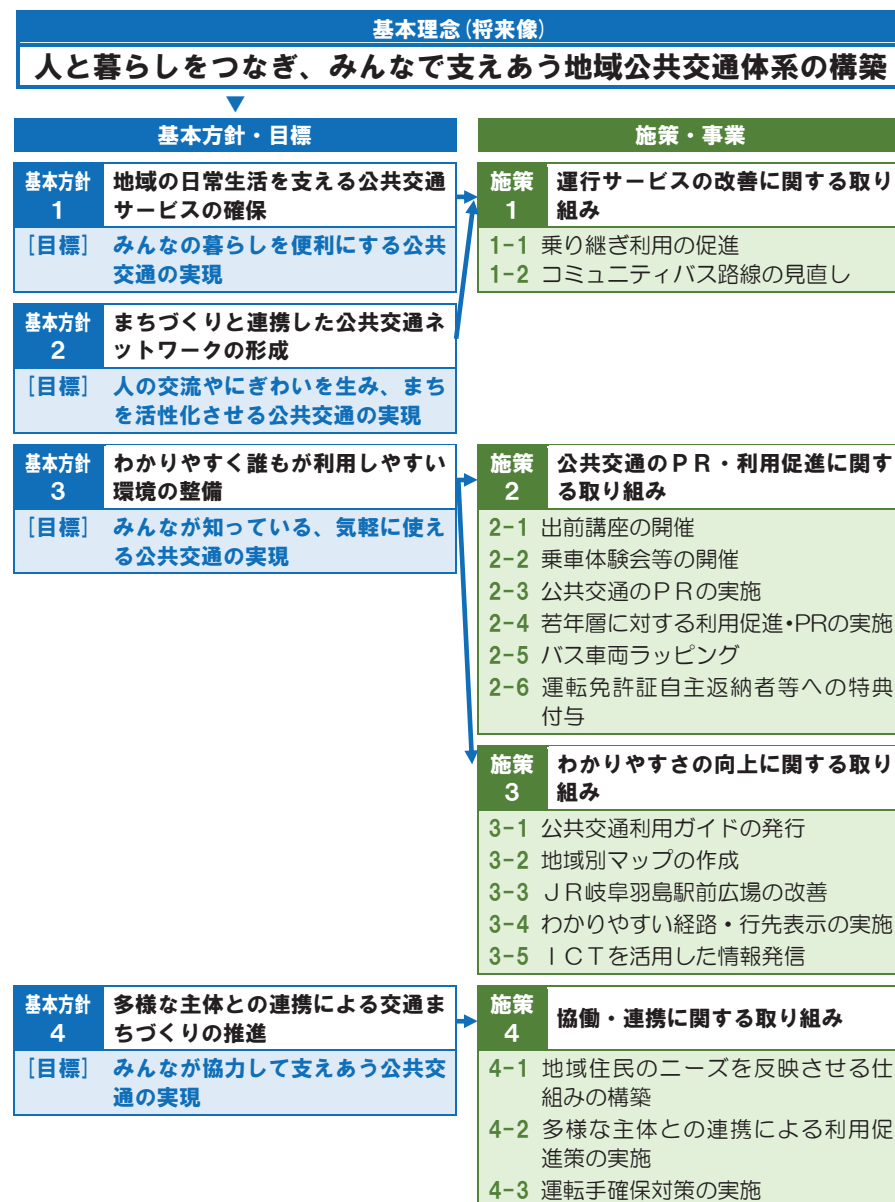 基本理念(将来像)
人と暮らしをつなぎ、みんなで支えあう地域公共交通体系の構築
基本方針・目標
基本方針
1
地域の日常生活を支える公共交通
サービスの確保
[目標] みんなの暮らしを便利にする公共
交通の実現
基本方針
2
まちづくりと連携した公共交通ネ
ットワークの形成
[目標] 人の交流やにぎわいを生み、まち
を活性化させる公共交通の実現
基本方針
3
わかりやすく誰もが利用しやすい
環境の整備
[目標] みんなが知っている、気軽に使え
る公共交通の実現
基本方針
4
多様な主体との連携による交通ま
ちづくりの推進
[目標] みんなが協力して支えあう公共交
通の実現
施策・事業
施策
1
運行サービスの改善に関する取り
組み
1-1 乗り継ぎ利用の促進
1-2 コミュニティバス路線の見直し
施策
2
公共交通のPR・利用促進に関す
る取り組み
2-1 出前講座の開催
2-2 乗車体験会等の開催
2-3 公共交通のPRの実施
2-4 若年層に対する利用促進・PRの実施
2-5 バス車両ラッピング
2-6 運転免許証自主返納者等への特典
付与
施策
3
わかりやすさの向上に関する取り
組み
3-1 公共交通利用ガイドの発行
3-2 地域別マップの作成
3-3 JR岐阜羽島駅前広場の改善
3-4 わかりやすい経路・行先表示の実施
3-5 ICTを活用した情報発信
施策
4
協働・連携に関する取り組み
4-1 地域住民のニーズを反映させる仕
組みの構築
4-2 多様な主体との連携による利用促
進策の実施
4-3 運転手確保対策の実施